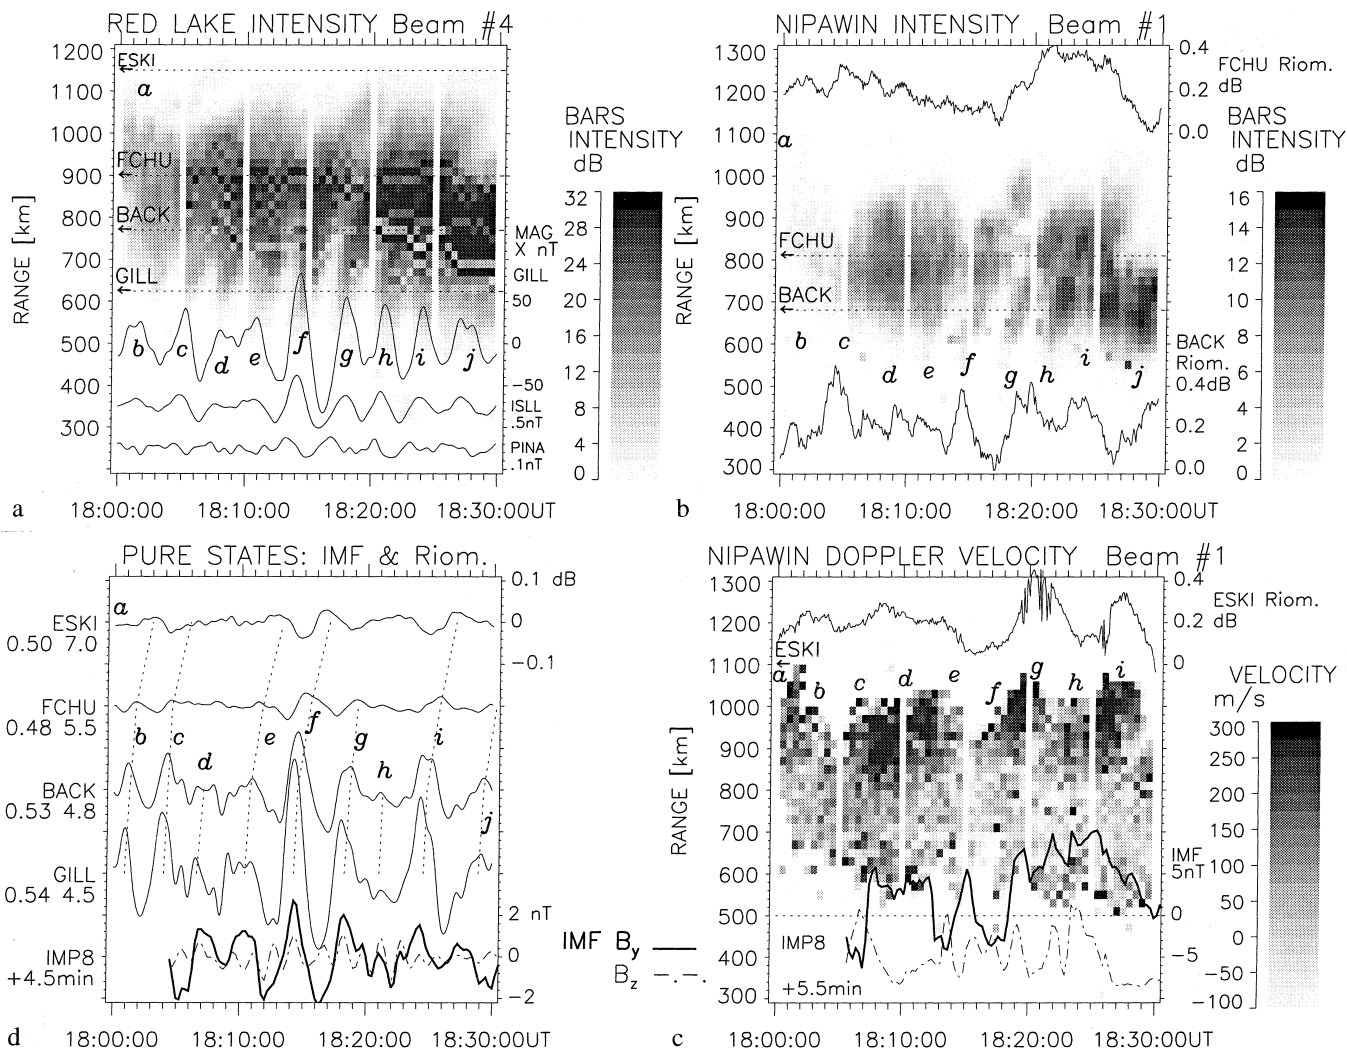 RED LAKE INTENSITY Beam #4
1200
1100
1000
900
800
700
600
500
400
300
RANGE [km]
ESKI
a
FCHU
BACK
GILL
MAG
X nT
GILL
50
0
-50
ISLL
.5nT
PINA
.1nT
b c d e f g h i j
18:00:00 18:10:00 18:20:00 18:30:00UT
a
BARS
INTENSITY
dB
32
28
24
20
16
12
8
4
0
NIPAWIN INTENSITY Beam #1
1300
1200
1100
1000
900
800
700
600
500
400
300
RANGE [km]
0.4
0.2
0.0
FCHU Riom.
dB
a
FCHU
BACK
b c d e f g h i j
BACK
Riom.
0.4dB
0.2
0.0
18:00:00 18:10:00 18:20:00 18:30:00UT
b
BARS
INTENSITY
dB
16
14
12
10
8
6
4
2
0
PURE STATES: IMF & Riom.
0.1 dB
0
-0.1
a
ESKI
0.50 7.0
FCHU
0.48 5.5
b c d e f g h i j
BACK
0.53 4.8
GILL
0.54 4.5
2 nT
0
-2
IMP8
+4.5min
18:00:00 18:10:00 18:20:00 18:30:00UT
d
IMF By
Bz
NIPAWIN DOPPLER VELOCITY Beam #1
1300
1200
1100
1000
900
800
700
600
500
400
300
RANGE [km]
0.4
0.2
0
ESKI Riom.
dB
ESKI
a b c d e f g h i
IMF
5nT
0
-5
IMP8
+5.5min
18:00:00 18:10:00 18:20:00 18:30:00UT
c
VELOCITY
m/s
300
250
200
150
100
50
0
-50
-100